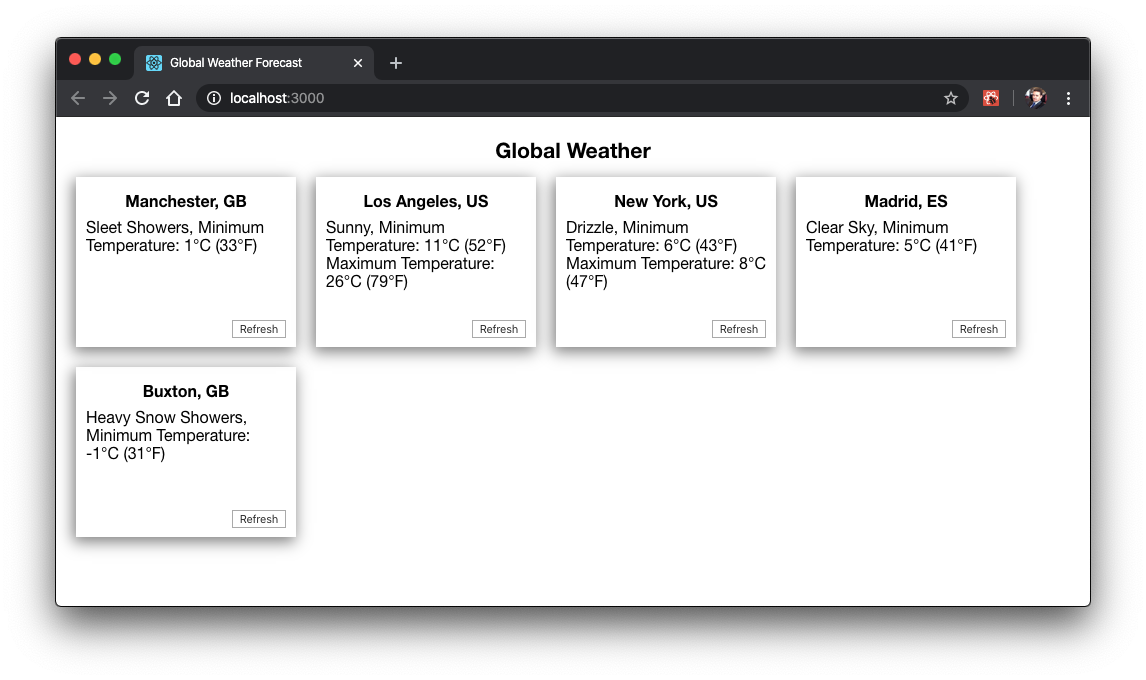 Global Weather Forecast
localhost:3000
Global Weather
Manchester, GB
Sleet Showers, Minimum
Temperature: 1°C (33°F)
Refresh
Los Angeles, US
Sunny, Minimum
Temperature: 11°C (52°F)
Maximum Temperature:
26°C (79°F)
Refresh
New York, US
Drizzle, Minimum
Temperature: 6°C (43°F)
Maximum Temperature: 8°C
(47°F)
Refresh
Madrid, ES
Clear Sky, Minimum
Temperature: 5°C (41°F)
Refresh
Buxton, GB
Heavy Snow Showers,
Minimum Temperature:
-1°C (31°F)
Refresh